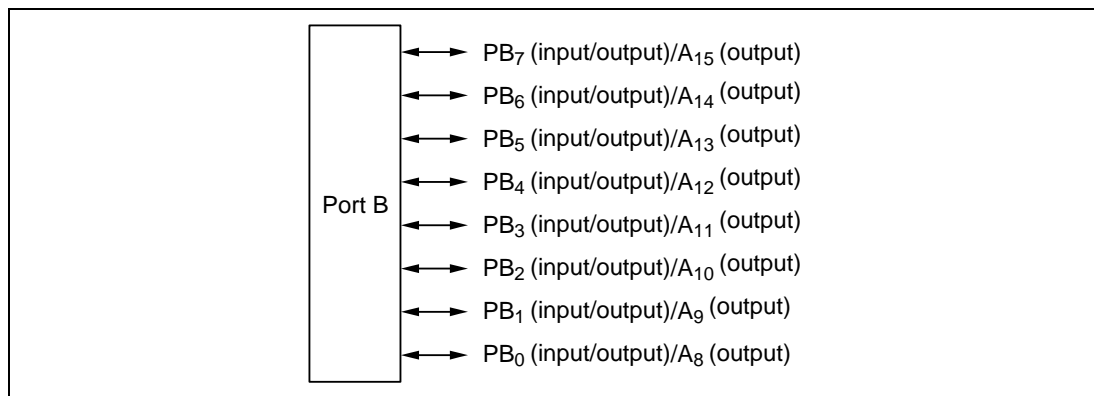 PB₇ (input/output)/A₁₅ (output)
PB₆ (input/output)/A₁₄ (output)
PB₅ (input/output)/A₁₃ (output)
PB₄ (input/output)/A₁₂ (output)
Port B
PB₃ (input/output)/A₁₁ (output)
PB₂ (input/output)/A₁₀ (output)
PB₁ (input/output)/A₉ (output)
PB₀ (input/output)/A₈ (output)